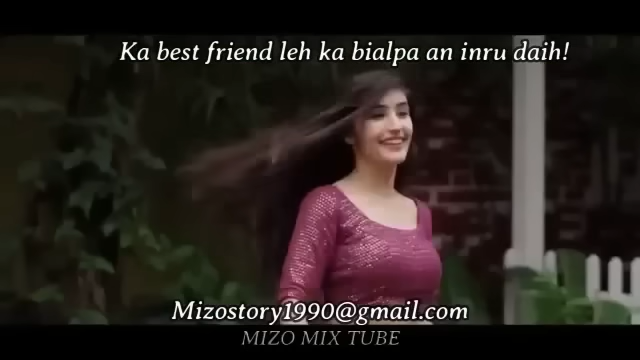 Ka best friend leh ka bialpa an inru daih!
Mizostory1990@gmail.com
MIZO MIX TUBE